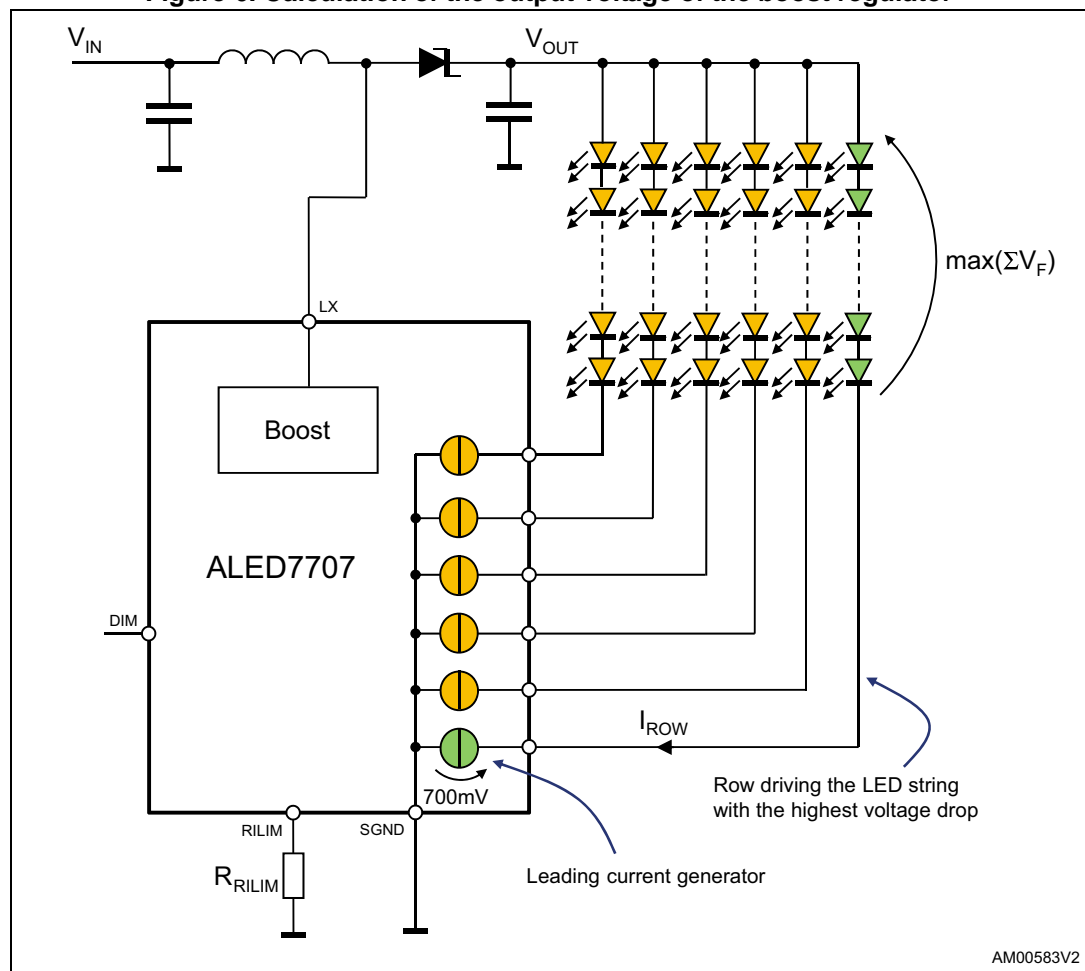 Figure 6. Calculation of the output voltage of the boost regulator
VIN
VOUT
max(ΣVF)
LX
Boost
ALED7707
DIM
IROW
700mV
Row driving the LED string
with the highest voltage drop
RILIM
SGND
RRILIM
Leading current generator
AM00583V2